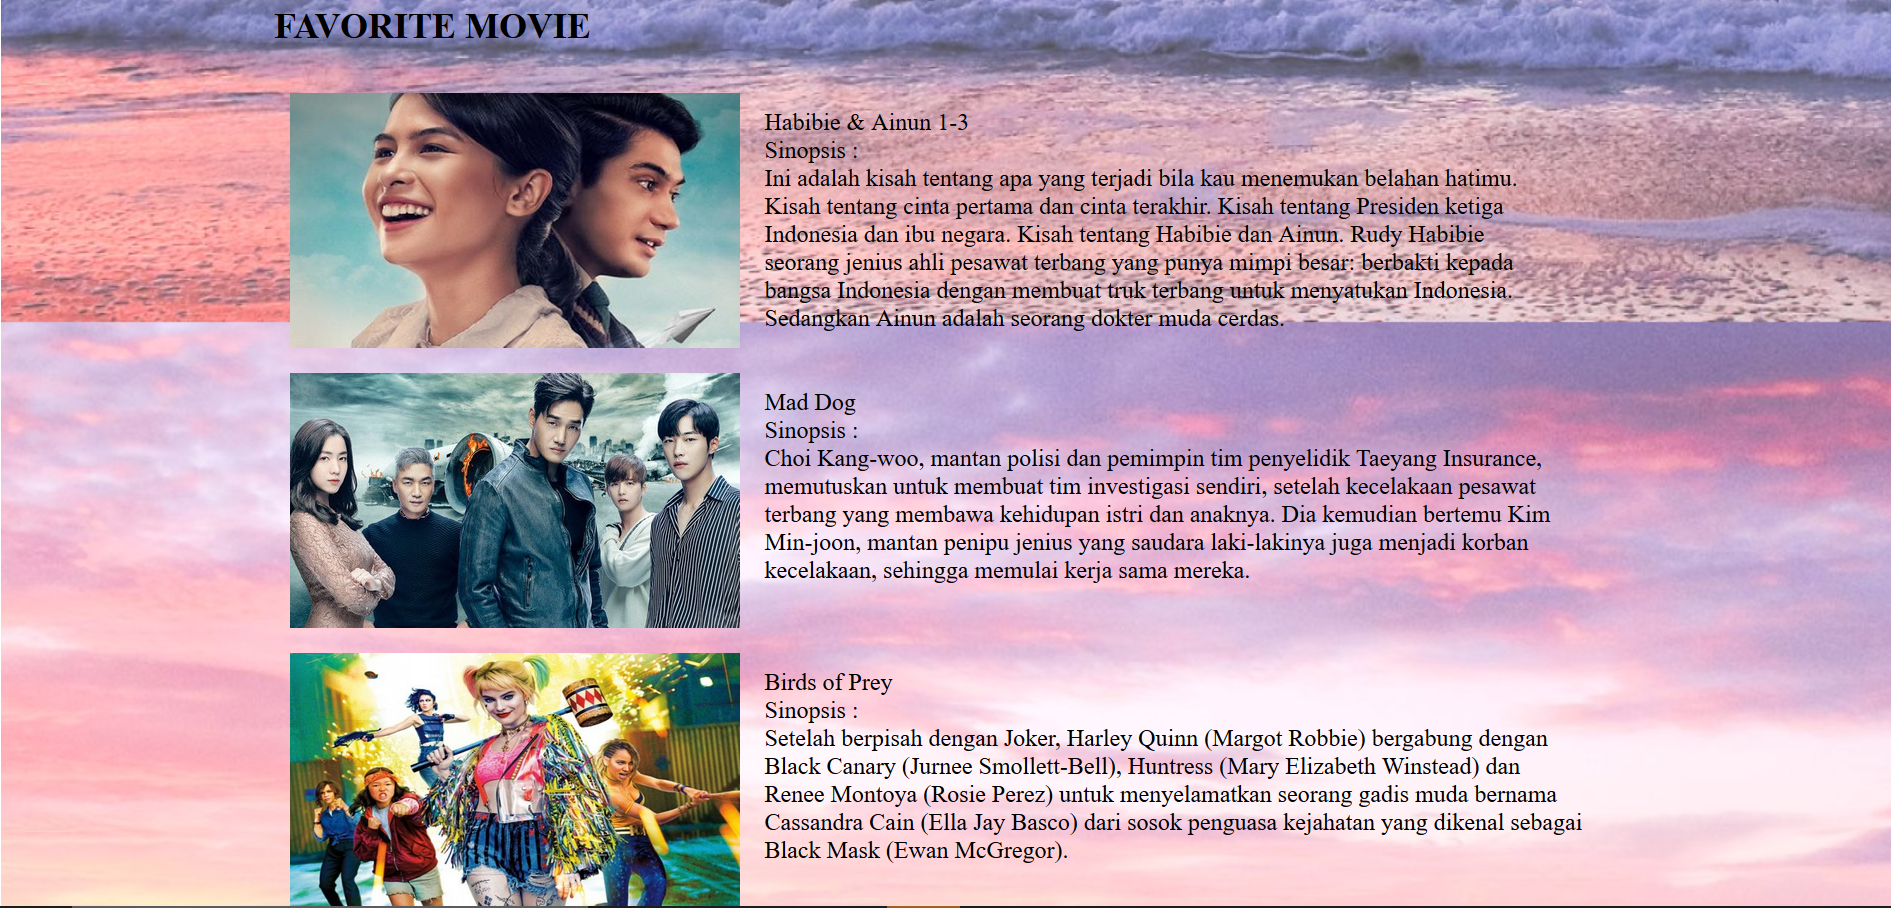 FAVORITE MOVIE
Habibie & Ainun 1-3
Sinopsis :
Ini adalah kisah tentang apa yang terjadi bila kau menemukan belahan hatimu.
Kisah tentang cinta pertama dan cinta terakhir. Kisah tentang Presiden ketiga
Indonesia dan ibu negara. Kisah tentang Habibie dan Ainun. Rudy Habibie
seorang jenius ahli pesawat terbang yang punya mimpi besar: berbakti kepada
bangsa Indonesia dengan membuat truk terbang untuk menyatukan Indonesia.
Sedangkan Ainun adalah seorang dokter muda cerdas.
Mad Dog
Sinopsis :
Choi Kang-woo, mantan polisi dan pemimpin tim penyelidik Taeyang Insurance,
memutuskan untuk membuat tim investigasi sendiri, setelah kecelakaan pesawat
terbang yang membawa kehidupan istri dan anaknya. Dia kemudian bertemu Kim
Min-joon, mantan penipu jenius yang saudara laki-lakinya juga menjadi korban
kecelakaan, sehingga memulai kerja sama mereka.
Birds of Prey
Sinopsis :
Setelah berpisah dengan Joker, Harley Quinn (Margot Robbie) bergabung dengan
Black Canary (Jurnee Smollett-Bell), Huntress (Mary Elizabeth Winstead) dan
Renee Montoya (Rosie Perez) untuk menyelamatkan seorang gadis muda bernama
Cassandra Cain (Ella Jay Basco) dari sosok penguasa kejahatan yang dikenal sebagai
Black Mask (Ewan McGregor).